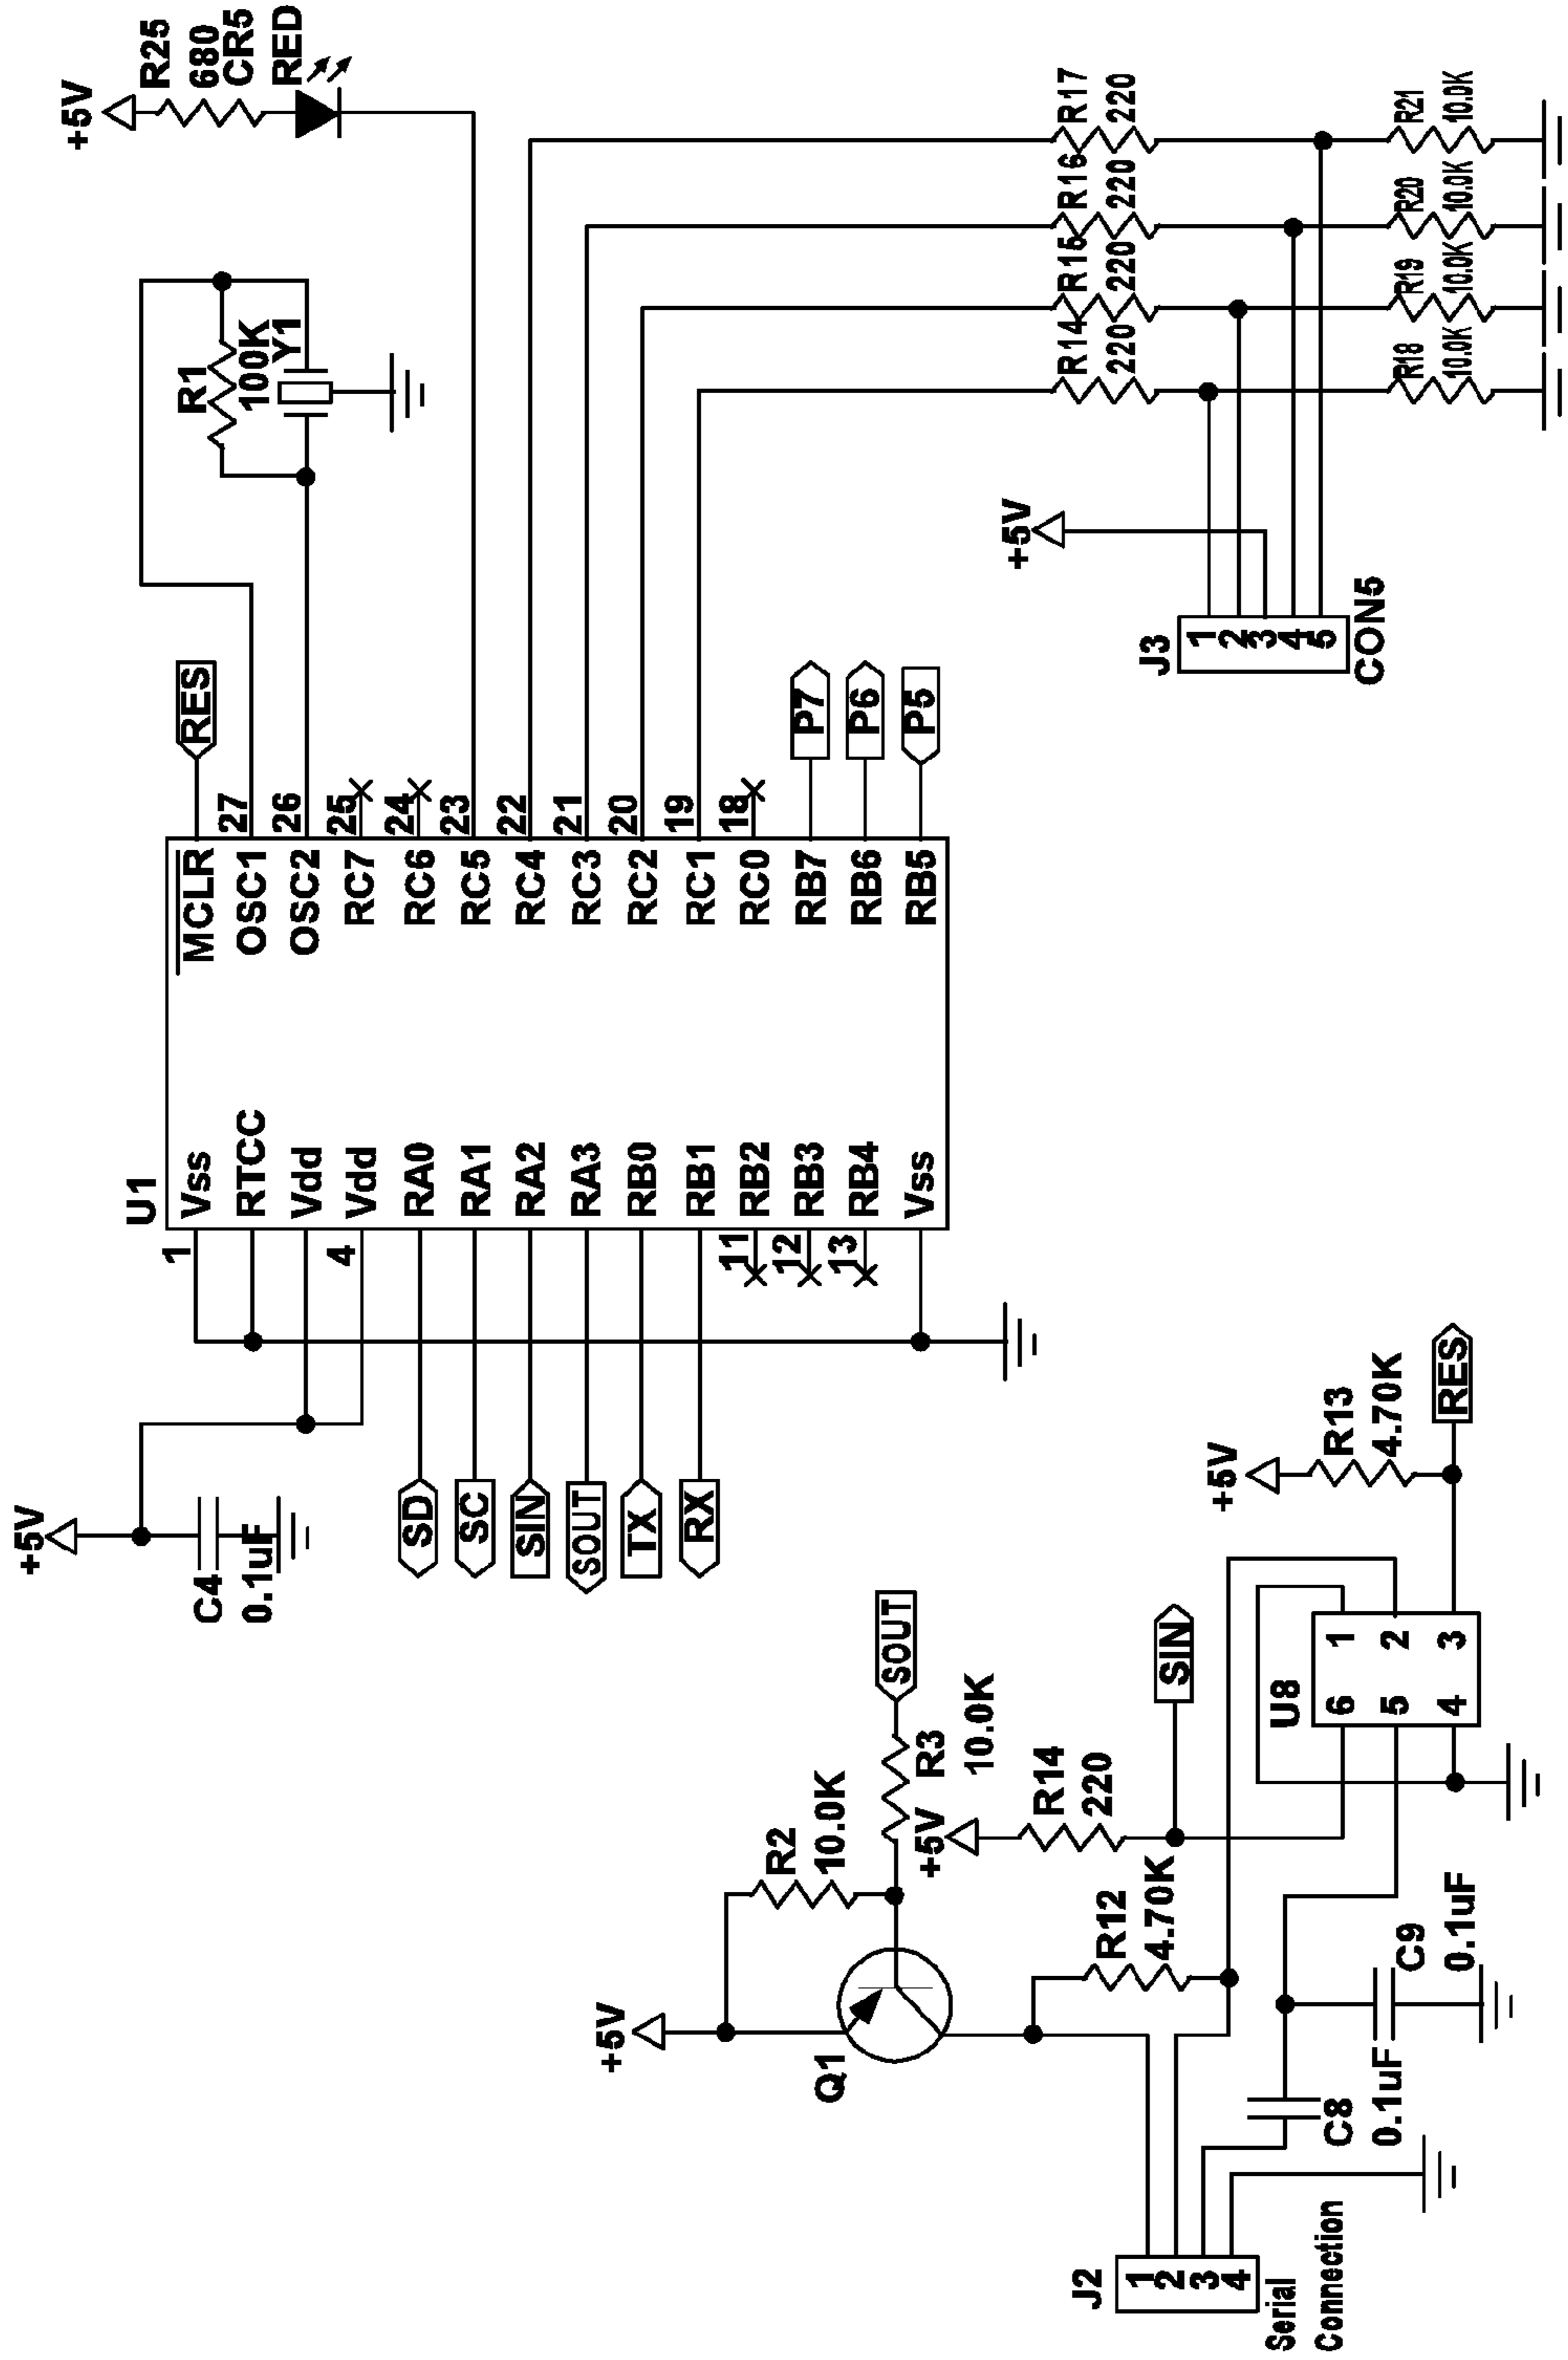 +5V
R25
680
CR5
RED
R1
100K
Y1
RES
+5V
C4
0.1uF
U1
1
4
11
12
13
Vss
RTCC
Vdd
Vdd
RA0
RA1
RA2
RA3
RB0
RB1
RB2
RB3
RB4
Vss
MCLR
OSC1
OSC2
RC7
RC6
RC5
RC4
RC3
RC2
RC1
RC0
RB7
RB6
RB5
27
26
25
24
23
22
21
20
19
18
P7
P6
P5
SD
SC
SIN
SOUT
TX
RX
R17
220
R16
220
R15
220
R14
220
R21
10.0K
R20
10.0K
R19
10.0K
R18
10.0K
+5V
J3
1
2
3
4
5
CON5
+5V
Q1
R2
10.0K
SOUT
R3
10.0K
+5V
R14
220
SIN
R12
4.70K
U8
6
5
4
1
2
3
+5V
R13
4.70K
RES
C9
0.1uF
C8
0.1uF
J2
1
2
3
4
Serial
Connection